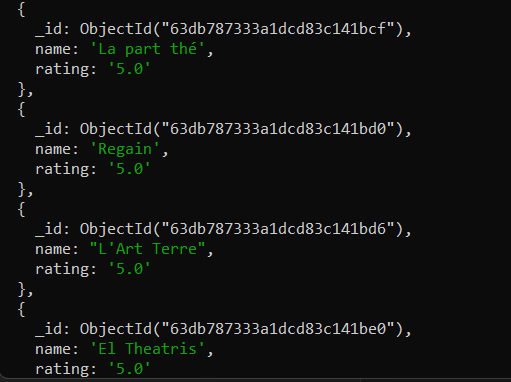 {
_id: ObjectId("63db787333a1dcd83c141bcf"),
name: 'La part thé',
rating: '5.0'
},
{
_id: ObjectId("63db787333a1dcd83c141bd0"),
name: 'Regain',
rating: '5.0'
},
{
_id: ObjectId("63db787333a1dcd83c141bd6"),
name: "L'Art Terre",
rating: '5.0'
},
{
_id: ObjectId("63db787333a1dcd83c141be0"),
name: 'El Theatris',
rating: '5.0'